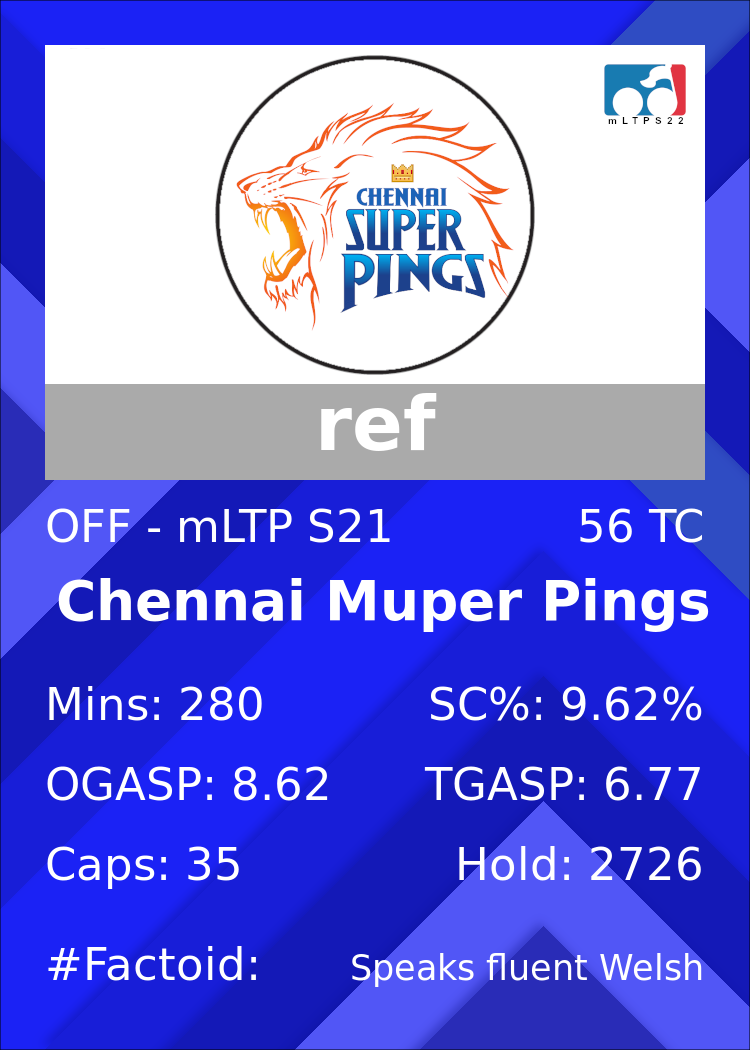 CHENNAI
SUPER
PINGS
mLTPS22
ref
OFF - mLTP S21 56 TC
Chennai Muper Pings
Mins: 280 SC%: 9.62%
OGASP: 8.62 TGASP: 6.77
Caps: 35 Hold: 2726
#Factoid: Speaks fluent Welsh